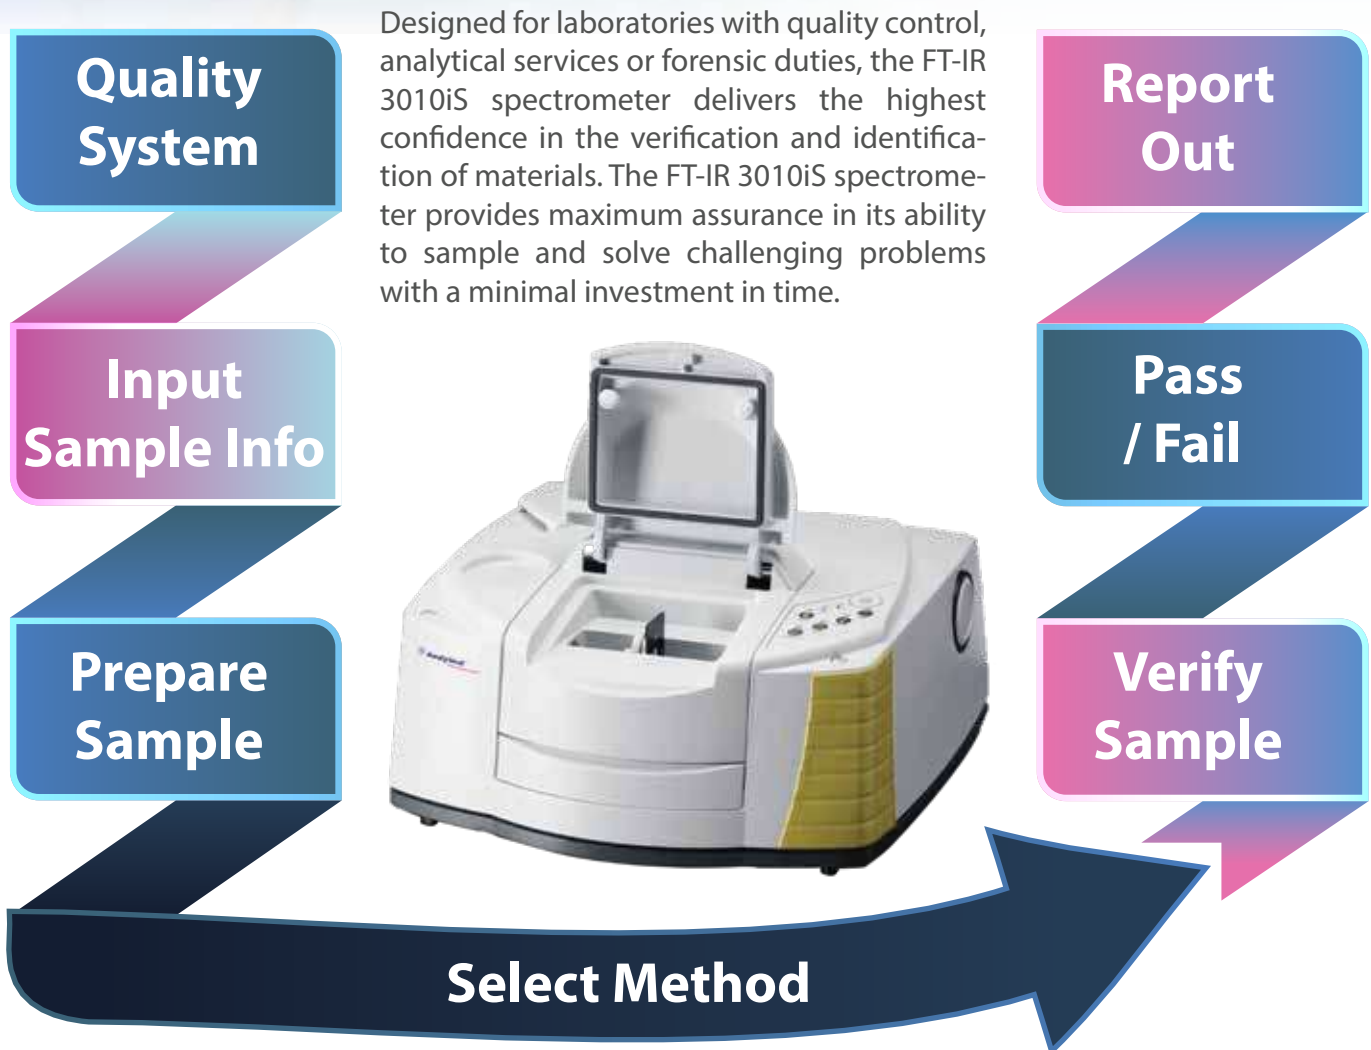 Designed for laboratories with quality control,
analytical services or forensic duties, the FT-IR
3010iS spectrometer delivers the highest
confidence in the verification and identifica-
tion of materials. The FT-IR 3010iS spectrome-
ter provides maximum assurance in its ability
to sample and solve challenging problems
with a minimal investment in time.
Quality
System
Input
Sample Info
Prepare
Sample
Select Method
Verify
Sample
Pass
/ Fail
Report
Out